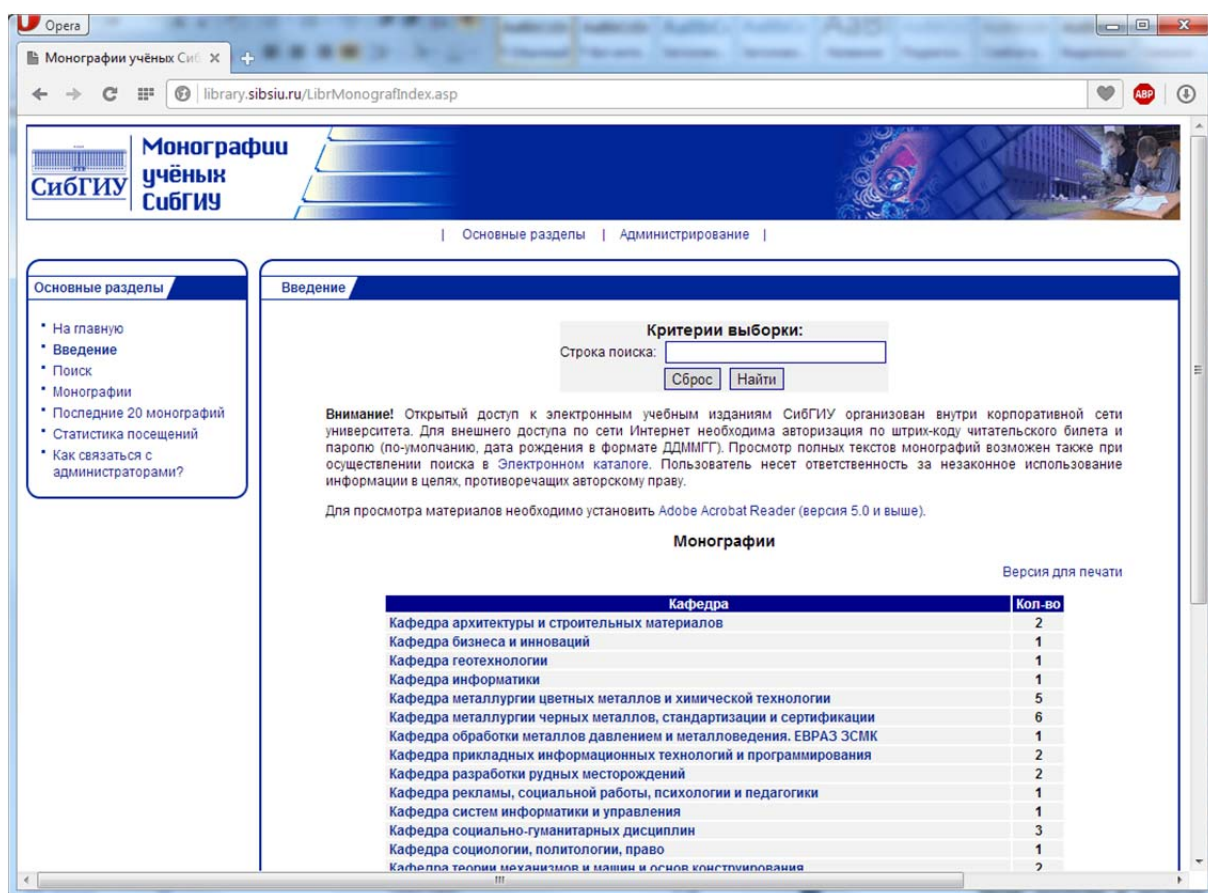 Opera
Монографии учёных Сиб
library.sibsiu.ru/LibrMonografIndex.asp
ABP
СибГИУ
Монографии
учёных
СибГИУ
| Основные разделы | Администрирование |
Основные разделы
На главную
Введение
Поиск
Монографии
Последние 20 монографий
Статистика посещений
Как связаться с
администраторами?
Введение
Критерии выборки:
Строка поиска:
Сброс Найти
Внимание! Открытый доступ к электронным учебным изданиям СибГИУ организован внутри корпоративной сети
университета. Для внешнего доступа по сети Интернет необходима авторизация по штрих-коду читательского билета и
паролю (по-умолчанию, дата рождения в формате ДДММГГ). Просмотр полных текстов монографий возможен также при
осуществлении поиска в Электронном каталоге. Пользователь несет ответственность за незаконное использование
информации в целях, противоречащих авторскому праву.
Для просмотра материалов необходимо установить Adobe Acrobat Reader (версия 5.0 и выше).
Монографии
Версия для печати
Кафедра Кол-во
Кафедра архитектуры и строительных материалов 2
Кафедра бизнеса и инноваций 1
Кафедра геотехнологии 1
Кафедра информатики 1
Кафедра металлургии цветных металлов и химической технологии 5
Кафедра металлургии черных металлов, стандартизации и сертификации 6
Кафедра обработки металлов давлением и металловедения. ЕВРАЗ ЗСМК 1
Кафедра прикладных информационных технологий и программирования 2
Кафедра разработки рудных месторождений 2
Кафедра рекламы, социальной работы, психологии и педагогики 1
Кафедра систем информатики и управления 1
Кафедра социально-гуманитарных дисциплин 3
Кафедра социологии, политологии, право 1
Кафедра теории механизмов и машин и основ конструирования 2